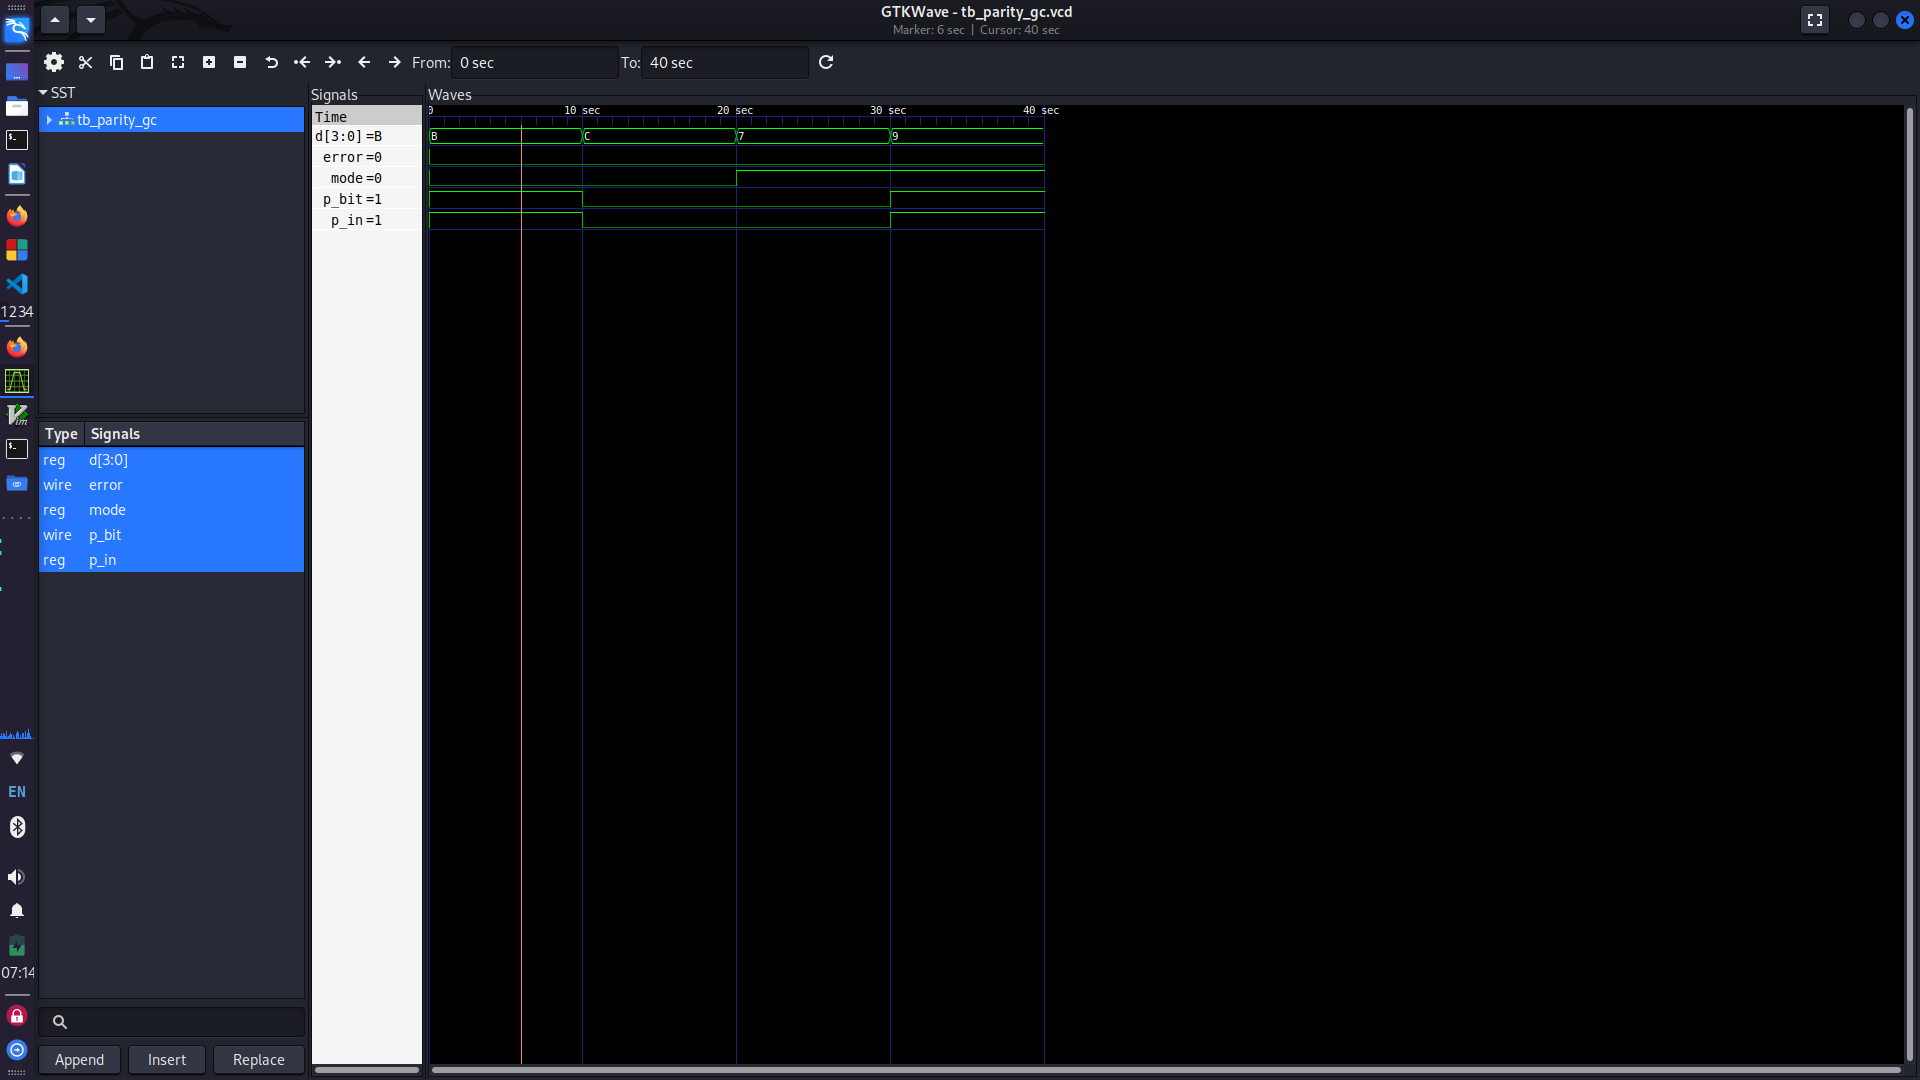 GTKWave - tb_parity_gc.vcd
Marker: 6 sec | Cursor: 40 sec
From: 0 sec To: 40 sec
SST
tb_parity_gc
Type Signals
reg d[3:0]
wire error
reg mode
wire p_bit
reg p_in
Append Insert Replace
Signals
Time
d[3:0] =B
error =0
mode =0
p_bit =1
p_in =1
Waves
0 10 sec 20 sec 30 sec 40 sec
B C 7 9
1234
EN
07:14